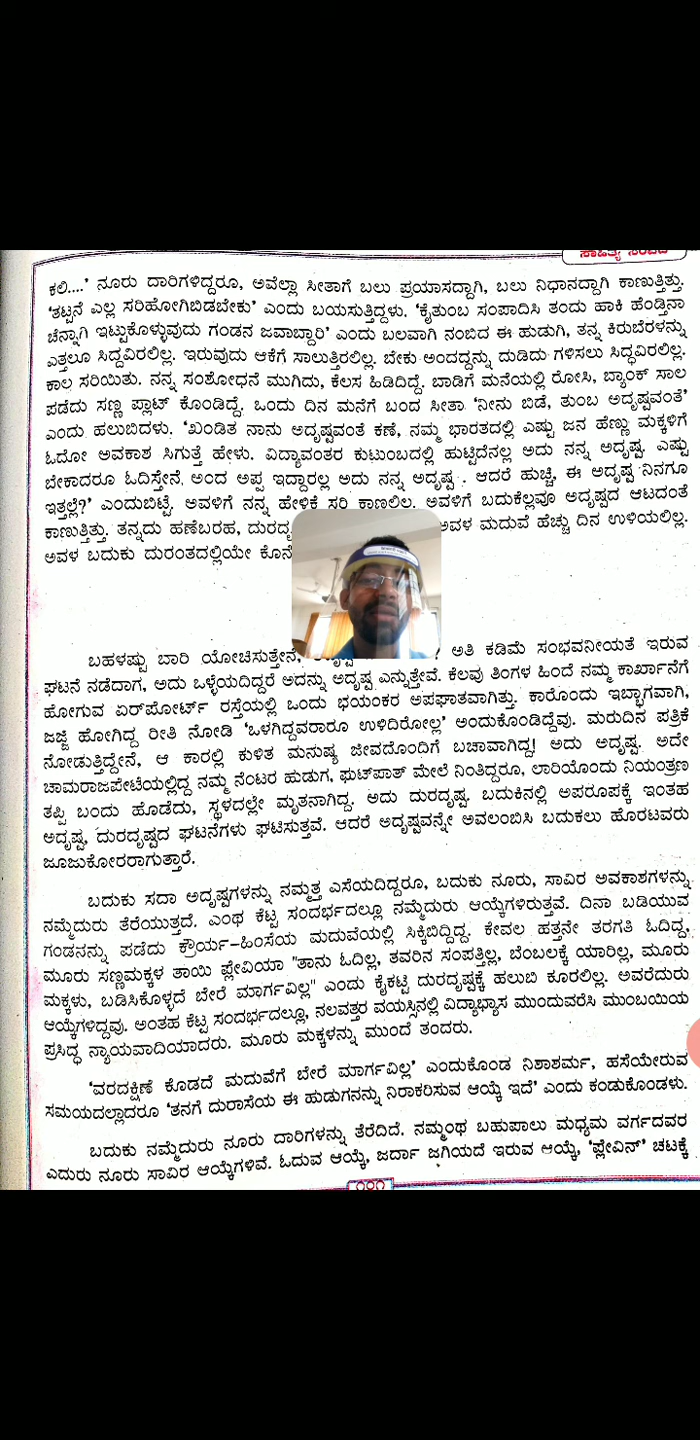 ಸಾಹಿತ್ಯ ಸಂಪದ
ಕಲಿ....' ನೂರು ದಾರಿಗಳಿದ್ದರೂ, ಅವೆಲ್ಲಾ ಸೀತಾಗೆ ಬಲು ಪ್ರಯಾಸದ್ದಾಗಿ, ಬಲು ನಿಧಾನದ್ದಾಗಿ ಕಾಣುತ್ತಿತ್ತು.
'ತಟ್ಟನೆ ಎಲ್ಲ ಸರಿಹೋಗಿಬಿಡಬೇಕು' ಎಂದು ಬಯಸುತ್ತಿದ್ದಳು. 'ಕೈತುಂಬ ಸಂಪಾದಿಸಿ ತಂದು ಹಾಕಿ ಹೆಂಡ್ತಿನಾ
ಚೆನ್ನಾಗಿ ಇಟ್ಟುಕೊಳ್ಳುವುದು ಗಂಡನ ಜವಾಬ್ದಾರಿ' ಎಂದು ಬಲವಾಗಿ ನಂಬಿದ ಈ ಹುಡುಗಿ, ತನ್ನ ಕಿರುಬೆರಳನ್ನು
ಎತ್ತಲೂ ಸಿದ್ದವಿರಲಿಲ್ಲ. ಇರುವುದು ಆಕೆಗೆ ಸಾಲುತ್ತಿರಲಿಲ್ಲ. ಬೇಕು ಅಂದದ್ದನ್ನು ದುಡಿದು ಗಳಿಸಲು ಸಿದ್ಧವಿರಲಿಲ್ಲ.
ಕಾಲ ಸರಿಯಿತು. ನನ್ನ ಸಂಶೋಧನೆ ಮುಗಿದು, ಕೆಲಸ ಹಿಡಿದಿದ್ದೆ. ಬಾಡಿಗೆ ಮನೆಯಲ್ಲಿ ರೋಸಿ, ಬ್ಯಾಂಕ್ ಸಾಲ
ಪಡೆದು ಸಣ್ಣ ಫ್ಲಾಟ್ ಕೊಂಡಿದ್ದೆ. ಒಂದು ದಿನ ಮನೆಗೆ ಬಂದ ಸೀತಾ 'ನೀನು ಬಿಡೆ, ತುಂಬ ಅದೃಷ್ಟವಂತೆ'
ಎಂದು ಹಲುಬಿದಳು. 'ಖಂಡಿತ ನಾನು ಅದೃಷ್ಟವಂತೆ ಕಣೆ, ನಮ್ಮ ಭಾರತದಲ್ಲಿ ಎಷ್ಟು ಜನ ಹೆಣ್ಣು ಮಕ್ಕಳಿಗೆ
ಓದೋ ಅವಕಾಶ ಸಿಗುತ್ತೆ ಹೇಳು. ವಿದ್ಯಾವಂತರ ಕುಟುಂಬದಲ್ಲಿ ಹುಟ್ಟಿದೆನಲ್ಲ ಅದು ನನ್ನ ಅದೃಷ್ಟ. ಎಷ್ಟು
ಬೇಕಾದರೂ ಓದಿಸ್ತೇನೆ ಅಂದ ಅಪ್ಪ ಇದ್ದಾರಲ್ಲ ಅದು ನನ್ನ ಅದೃಷ್ಟ . ಆದರೆ ಹುಚ್ಚಿ, ಈ ಅದೃಷ್ಟ ನಿನಗೂ
ಇತ್ತಲ್ಲೆ?' ಎಂದುಬಿಟ್ಟೆ. ಅವಳಿಗೆ ನನ್ನ ಹೇಳಿಕೆ ಸರಿ ಕಾಣಲಿಲ್ಲ. ಅವಳಿಗೆ ಬದುಕೆಲ್ಲವೂ ಅದೃಷ್ಟದ ಆಟದಂತೆ
ಕಾಣುತ್ತಿತ್ತು. ತನ್ನದು ಹಣೆಬರಹ, ಅವಳ ಮದುವೆ ಹೆಚ್ಚು ದಿನ ಉಳಿಯಲಿಲ್ಲ.
ಅವಳ ಬದುಕು ದುರಂತದಲ್ಲಿಯೇ
ಬಹಳಷ್ಟು ಬಾರಿ ಯೋಚಿಸುತ್ತೇನೆ, ಅತಿ ಕಡಿಮೆ ಸಂಭವನೀಯತೆ ಇರುವ
ಘಟನೆ ನಡೆದಾಗ, ಅದು ಒಳ್ಳೆಯದಿದ್ದರೆ ಅದನ್ನು ಅದೃಷ್ಟ ಎನ್ನುತ್ತೇವೆ. ಕೆಲವು ತಿಂಗಳ ಹಿಂದೆ ನಮ್ಮ ಕಾರ್ಖಾನೆಗೆ
ಹೋಗುವ ಏರ್‌ಪೋರ್ಟ್ ರಸ್ತೆಯಲ್ಲಿ ಒಂದು ಭಯಂಕರ ಅಪಘಾತವಾಗಿತ್ತು. ಕಾರೊಂದು ಇಬ್ಭಾಗವಾಗಿ,
ಜಜ್ಜಿ ಹೋಗಿದ್ದ ರೀತಿ ನೋಡಿ 'ಒಳಗಿದ್ದವರಾರೂ ಉಳಿದಿರೋಲ್ಲ' ಅಂದುಕೊಂಡಿದ್ದೆವು. ಮರುದಿನ ಪತ್ರಿಕೆ
ನೋಡುತ್ತಿದ್ದೇನೆ, ಆ ಕಾರಲ್ಲಿ ಕುಳಿತ ಮನುಷ್ಯ ಜೀವದೊಂದಿಗೆ ಬಚಾವಾಗಿದ್ದ! ಅದು ಅದೃಷ್ಟ. ಅದೇ
ಚಾಮರಾಜಪೇಟೆಯಲ್ಲಿದ್ದ ನಮ್ಮ ನೆಂಟರ ಹುಡುಗ, ಫುಟ್‌ಪಾತ್ ಮೇಲೆ ನಿಂತಿದ್ದರೂ, ಲಾರಿಯೊಂದು ನಿಯಂತ್ರಣ
ತಪ್ಪಿ ಬಂದು ಹೊಡೆದು, ಸ್ಥಳದಲ್ಲೇ ಮೃತನಾಗಿದ್ದ. ಅದು ದುರದೃಷ್ಟ. ಬದುಕಿನಲ್ಲಿ ಅಪರೂಪಕ್ಕೆ ಇಂತಹ
ಅದೃಷ್ಟ, ದುರದೃಷ್ಟದ ಘಟನೆಗಳು ಘಟಿಸುತ್ತವೆ. ಆದರೆ ಅದೃಷ್ಟವನ್ನೇ ಅವಲಂಬಿಸಿ ಬದುಕಲು ಹೊರಟವರು
ಜೂಜುಕೋರರಾಗುತ್ತಾರೆ.
ಬದುಕು ಸದಾ ಅದೃಷ್ಟಗಳನ್ನು ನಮ್ಮತ್ತ ಎಸೆಯದಿದ್ದರೂ, ಬದುಕು ನೂರು, ಸಾವಿರ ಅವಕಾಶಗಳನ್ನು
ನಮ್ಮೆದುರು ತೆರೆಯುತ್ತದೆ. ಎಂಥ ಕೆಟ್ಟ ಸಂದರ್ಭದಲ್ಲೂ ನಮ್ಮೆದುರು ಆಯ್ಕೆಗಳಿರುತ್ತವೆ. ದಿನಾ ಬಡಿಯುವ
ಗಂಡನನ್ನು ಪಡೆದು ಕ್ರೌರ್ಯ-ಹಿಂಸೆಯ ಮದುವೆಯಲ್ಲಿ ಸಿಕ್ಕಿಬಿದ್ದಿದ್ದ. ಕೇವಲ ಹತ್ತನೇ ತರಗತಿ ಓದಿದ್ದ,
ಮೂರು ಸಣ್ಣಮಕ್ಕಳ ತಾಯಿ ಫ್ಲೇವಿಯಾ "ತಾನು ಓದಿಲ್ಲ, ತವರಿನ ಸಂಪತ್ತಿಲ್ಲ, ಬೆಂಬಲಕ್ಕೆ ಯಾರಿಲ್ಲ, ಮೂರು
ಮಕ್ಕಳು, ಬಡಿಸಿಕೊಳ್ಳದೆ ಬೇರೆ ಮಾರ್ಗವಿಲ್ಲ" ಎಂದು ಕೈಕಟ್ಟಿ ದುರದೃಷ್ಟಕ್ಕೆ ಹಲುಬಿ ಕೂರಲಿಲ್ಲ. ಅವರೆದುರು
ಆಯ್ಕೆಗಳಿದ್ದವು. ಅಂತಹ ಕೆಟ್ಟ ಸಂದರ್ಭದಲ್ಲೂ, ನಲವತ್ತರ ವಯಸ್ಸಿನಲ್ಲಿ ವಿದ್ಯಾಭ್ಯಾಸ ಮುಂದುವರೆಸಿ ಮುಂಬಯಿಯ
ಪ್ರಸಿದ್ಧ ನ್ಯಾಯವಾದಿಯಾದರು. ಮೂರು ಮಕ್ಕಳನ್ನು ಮುಂದೆ ತಂದರು.
'ವರದಕ್ಷಿಣೆ ಕೊಡದೆ ಮದುವೆಗೆ ಬೇರೆ ಮಾರ್ಗವಿಲ್ಲ' ಎಂದುಕೊಂಡ ನಿಶಾಶರ್ಮ, ಹಸೆಯೇರುವ
ಸಮಯದಲ್ಲಾದರೂ 'ತನಗೆ ದುರಾಸೆಯ ಈ ಹುಡುಗನನ್ನು ನಿರಾಕರಿಸುವ ಆಯ್ಕೆ ಇದೆ' ಎಂದು ಕಂಡುಕೊಂಡಳು.
ಬದುಕು ನಮ್ಮೆದುರು ನೂರು ದಾರಿಗಳನ್ನು ತೆರೆದಿದೆ. ನಮ್ಮಂಥ ಬಹುಪಾಲು ಮಧ್ಯಮ ವರ್ಗದವರ
ಎದುರು ನೂರು ಸಾವಿರ ಆಯ್ಕೆಗಳಿವೆ. ಓದುವ ಆಯ್ಕೆ, ಜರ್ದಾ ಜಗಿಯದೆ ಇರುವ ಆಯ್ಕೆ, 'ಫ್ಲೇವಿನ್' ಚಟಕ್ಕೆ
೧೦೧